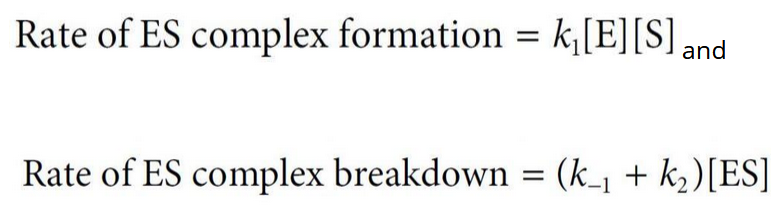 Rate of ES complex formation = k₁[E][S] and
Rate of ES complex breakdown = (k₋₁ + k₂)[ES]